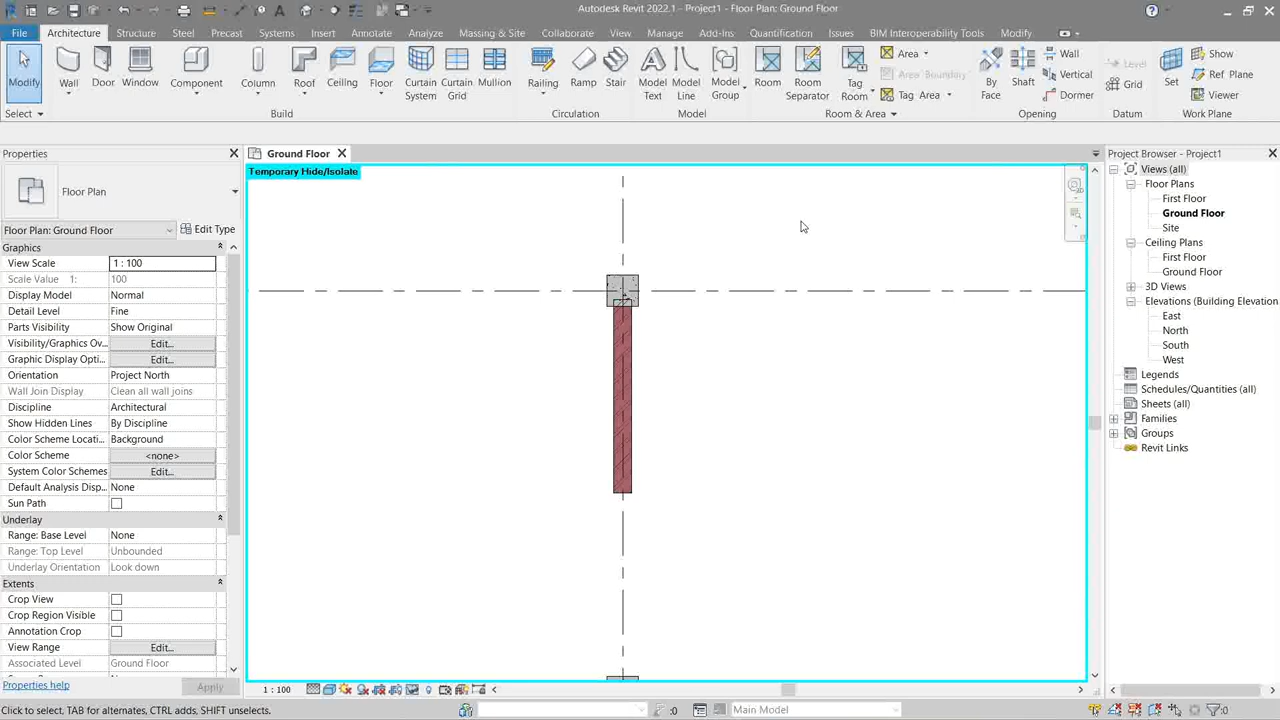 Autodesk Revit 2022.1 - Project1 - Floor Plan: Ground Floor
File Architecture Structure Steel Precast Systems Insert Annotate Analyze Massing & Site Collaborate View Manage Add-Ins Quantification Issues BIM Interoperability Tools Modify
Modify Wall Door Window Component Column Roof Ceiling Floor Curtain System Curtain Grid Mullion Railing Ramp Stair Model Text Model Line Model Group Room Room Separator Tag Room Area Area Boundary Tag Area By Face Shaft Wall Vertical Dormer Level Grid Set Show Ref Plane Viewer
Select Build Circulation Model Room & Area Opening Datum Work Plane
Properties
Ground Floor
Project Browser - Project1
Temporary Hide/Isolate
Floor Plan
Floor Plan: Ground Floor Edit Type
Graphics
View Scale 1 : 100
Scale Value 1: 100
Display Model Normal
Detail Level Fine
Parts Visibility Show Original
Visibility/Graphics Ov... Edit...
Graphic Display Opti... Edit...
Orientation Project North
Wall Join Display Clean all wall joins
Discipline Architectural
Show Hidden Lines By Discipline
Color Scheme Locati... Background
Color Scheme <none>
System Color Schemes Edit...
Default Analysis Disp... None
Sun Path
Underlay
Range: Base Level None
Range: Top Level Unbounded
Underlay Orientation Look down
Extents
Crop View
Crop Region Visible
Annotation Crop
View Range Edit...
Associated Level Ground Floor
Properties help Apply
Views (all)
Floor Plans
First Floor
Ground Floor
Site
Ceiling Plans
First Floor
Ground Floor
3D Views
Elevations (Building Elevation
East
North
South
West
Legends
Schedules/Quantities (all)
Sheets (all)
Families
Groups
Revit Links
1 : 100
Click to select, TAB for alternates, CTRL adds, SHIFT unselects. :0 Main Model :0